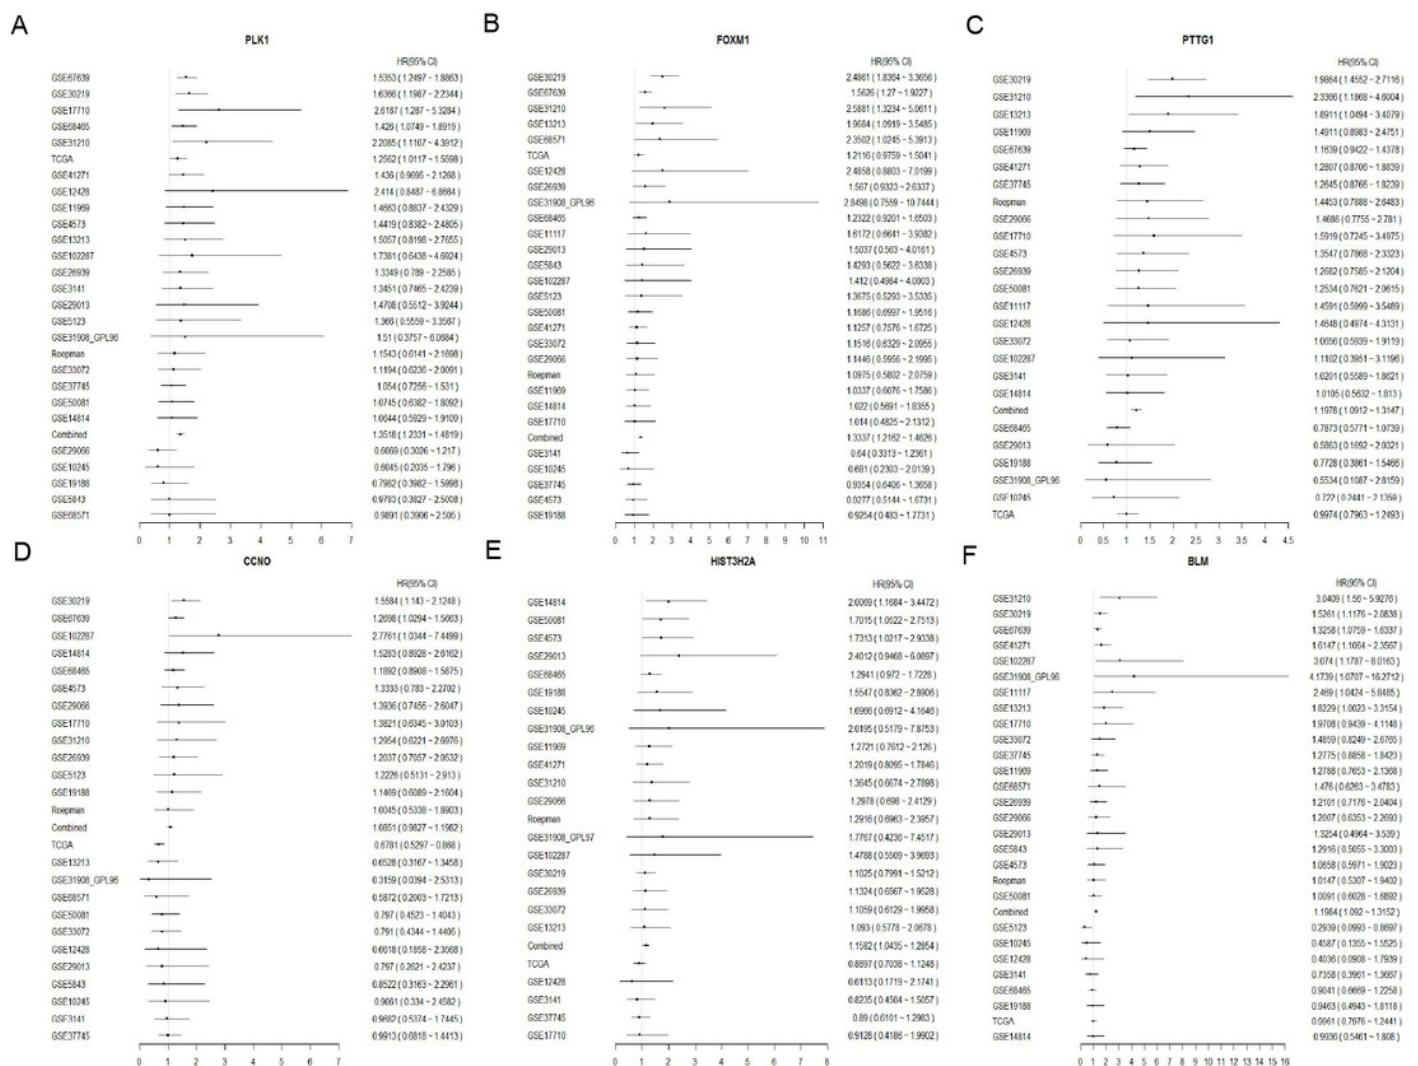 A
PLK1
HR(95% CI)
GSE67639 1.5353 ( 1.2497 ~ 1.8863)
GSE30219 1.6366 ( 1.1987 ~ 2.2344)
GSE17710 2.6187 ( 1.287 ~ 5.3284)
GSE68465 1.426 ( 1.0749 ~ 1.8919)
GSE31210 2.2085 ( 1.1107 ~ 4.3912)
TCGA 1.2562 ( 1.0117 ~ 1.5598)
GSE41271 1.436 ( 0.9695 ~ 2.1268)
GSE12428 2.414 ( 0.8487 ~ 6.8664)
GSE11969 1.4663 ( 0.8837 ~ 2.4329)
GSE4573 1.4419 ( 0.8382 ~ 2.4805)
GSE13213 1.5057 ( 0.8198 ~ 2.7655)
GSE102287 1.7381 ( 0.6438 ~ 4.6924)
GSE26939 1.3349 ( 0.789 ~ 2.2585)
GSE3141 1.3451 ( 0.7465 ~ 2.4239)
GSE29013 1.4708 ( 0.5512 ~ 3.9244)
GSE5123 1.366 ( 0.5559 ~ 3.3567)
GSE31908_GPL96 1.51 ( 0.3757 ~ 6.0684)
Roepman 1.1543 ( 0.6141 ~ 2.1698)
GSE33072 1.1194 ( 0.6236 ~ 2.0091)
GSE37745 1.054 ( 0.7256 ~ 1.531)
GSE50081 1.0745 ( 0.6382 ~ 1.8092)
GSE14814 1.0644 ( 0.5929 ~ 1.9109)
Combined 1.3518 ( 1.2331 ~ 1.4819)
GSE29066 0.6069 ( 0.3026 ~ 1.217)
GSE10245 0.6045 ( 0.2035 ~ 1.796)
GSE19188 0.7982 ( 0.3982 ~ 1.5998)
GSE5843 0.9783 ( 0.3827 ~ 2.5008)
GSE68571 0.9891 ( 0.3906 ~ 2.505)
0 1 2 3 4 5 6 7
B
FOXM1
HR(95% CI)
GSE30219 2.4861 ( 1.8364 ~ 3.3656)
GSE67639 1.5626 ( 1.27 ~ 1.9227)
GSE31210 2.5881 ( 1.3234 ~ 5.0611)
GSE13213 1.9684 ( 1.0919 ~ 3.5485)
GSE68571 2.3502 ( 1.0245 ~ 5.3913)
TCGA 1.2116 ( 0.9759 ~ 1.5041)
GSE12428 2.4858 ( 0.8803 ~ 7.0199)
GSE26939 1.567 ( 0.9323 ~ 2.6337)
GSE31908_GPL96 2.8498 ( 0.7559 ~ 10.7444)
GSE68465 1.2322 ( 0.9201 ~ 1.6503)
GSE11117 1.6172 ( 0.6641 ~ 3.9382)
GSE29013 1.5037 ( 0.563 ~ 4.0161)
GSE5843 1.4293 ( 0.5622 ~ 3.6338)
GSE102287 1.412 ( 0.4984 ~ 4.0003)
GSE5123 1.3675 ( 0.5293 ~ 3.5335)
GSE50081 1.1686 ( 0.6997 ~ 1.9516)
GSE41271 1.1257 ( 0.7576 ~ 1.6725)
GSE33072 1.1516 ( 0.6329 ~ 2.0955)
GSE29066 1.1446 ( 0.5956 ~ 2.1995)
Roepman 1.0975 ( 0.5802 ~ 2.0759)
GSE11969 1.0337 ( 0.6076 ~ 1.7586)
GSE14814 1.022 ( 0.5691 ~ 1.8355)
GSE17710 1.014 ( 0.4825 ~ 2.1312)
Combined 1.3337 ( 1.2162 ~ 1.4626)
GSE3141 0.64 ( 0.3313 ~ 1.2361)
GSE10245 0.681 ( 0.2303 ~ 2.0139)
GSE37745 0.9354 ( 0.6406 ~ 1.3658)
GSE4573 0.9277 ( 0.5144 ~ 1.6731)
GSE19188 0.9254 ( 0.483 ~ 1.7731)
0 1 2 3 4 5 6 7 8 9 10 11
C
PTTG1
HR(95% CI)
GSE30219 1.9864 ( 1.4552 ~ 2.7116)
GSE31210 2.3366 ( 1.1868 ~ 4.6004)
GSE13213 1.8911 ( 1.0494 ~ 3.4079)
GSE11969 1.4911 ( 0.8983 ~ 2.4751)
GSE67639 1.1639 ( 0.9422 ~ 1.4378)
GSE41271 1.2807 ( 0.8706 ~ 1.8839)
GSE37745 1.2645 ( 0.8766 ~ 1.8239)
Roepman 1.4453 ( 0.7888 ~ 2.6483)
GSE29066 1.4686 ( 0.7755 ~ 2.781)
GSE17710 1.5919 ( 0.7245 ~ 3.4975)
GSE4573 1.3547 ( 0.7868 ~ 2.3323)
GSE26939 1.2682 ( 0.7585 ~ 2.1204)
GSE50081 1.2534 ( 0.7621 ~ 2.0615)
GSE11117 1.4591 ( 0.5999 ~ 3.5489)
GSE12428 1.4648 ( 0.4974 ~ 4.3131)
GSE33072 1.0656 ( 0.5939 ~ 1.9119)
GSE102287 1.1102 ( 0.3951 ~ 3.1196)
GSE3141 1.0201 ( 0.5589 ~ 1.8621)
GSE14814 1.0105 ( 0.5632 ~ 1.813)
Combined 1.1978 ( 1.0912 ~ 1.3147)
GSE68465 0.7873 ( 0.5771 ~ 1.0739)
GSE29013 0.5863 ( 0.1692 ~ 2.0321)
GSE19188 0.7728 ( 0.3861 ~ 1.5466)
GSE31908_GPL96 0.5534 ( 0.1087 ~ 2.8159)
GSE10245 0.722 ( 0.2441 ~ 2.1359)
TCGA 0.9974 ( 0.7963 ~ 1.2493)
0 0.5 1 1.5 2 2.5 3 3.5 4 4.5
D
CCNO
HR(95% CI)
GSE30219 1.5584 ( 1.143 ~ 2.1248)
GSE67639 1.2698 ( 1.0294 ~ 1.5663)
GSE102287 2.7761 ( 1.0344 ~ 7.4499)
GSE14814 1.5283 ( 0.8928 ~ 2.6162)
GSE68465 1.1892 ( 0.8908 ~ 1.5875)
GSE4573 1.3333 ( 0.783 ~ 2.2702)
GSE29066 1.3936 ( 0.7456 ~ 2.6047)
GSE17710 1.3821 ( 0.6345 ~ 3.0103)
GSE31210 1.2954 ( 0.6221 ~ 2.6976)
GSE26939 1.2037 ( 0.7057 ~ 2.0532)
GSE5123 1.2226 ( 0.5131 ~ 2.913)
GSE19188 1.1469 ( 0.6089 ~ 2.1604)
Roepman 1.0045 ( 0.5338 ~ 1.8903)
Combined 1.0851 ( 0.9827 ~ 1.1982)
TCGA 0.6781 ( 0.5297 ~ 0.868)
GSE13213 0.6528 ( 0.3167 ~ 1.3458)
GSE31908_GPL96 0.3159 ( 0.0394 ~ 2.5313)
GSE68571 0.5872 ( 0.2003 ~ 1.7213)
GSE50081 0.797 ( 0.4523 ~ 1.4043)
GSE33072 0.791 ( 0.4344 ~ 1.4405)
GSE12428 0.6618 ( 0.1858 ~ 2.3568)
GSE29013 0.797 ( 0.2621 ~ 2.4237)
GSE5843 0.8522 ( 0.3163 ~ 2.2961)
GSE10245 0.9061 ( 0.334 ~ 2.4582)
GSE3141 0.9682 ( 0.5374 ~ 1.7445)
GSE37745 0.9913 ( 0.6818 ~ 1.4413)
0 1 2 3 4 5 6 7
E
HIST3H2A
HR(95% CI)
GSE14814 2.0069 ( 1.1684 ~ 3.4472)
GSE50081 1.7015 ( 1.0522 ~ 2.7513)
GSE4573 1.7313 ( 1.0217 ~ 2.9338)
GSE29013 2.4012 ( 0.9468 ~ 6.0897)
GSE68465 1.2941 ( 0.972 ~ 1.7228)
GSE19188 1.5547 ( 0.8362 ~ 2.8906)
GSE10245 1.6966 ( 0.6912 ~ 4.1646)
GSE31908_GPL96 2.0195 ( 0.5179 ~ 7.8753)
GSE11969 1.2721 ( 0.7612 ~ 2.126)
GSE41271 1.2019 ( 0.8095 ~ 1.7846)
GSE31210 1.3645 ( 0.6674 ~ 2.7898)
GSE29066 1.2978 ( 0.698 ~ 2.4129)
Roepman 1.2916 ( 0.6963 ~ 2.3957)
GSE31908_GPL97 1.7767 ( 0.4236 ~ 7.4517)
GSE102287 1.4788 ( 0.5509 ~ 3.9693)
GSE30219 1.1025 ( 0.7991 ~ 1.5212)
GSE26939 1.1324 ( 0.6567 ~ 1.9528)
GSE33072 1.1059 ( 0.6129 ~ 1.9958)
GSE13213 1.093 ( 0.5778 ~ 2.0678)
Combined 1.1582 ( 1.0435 ~ 1.2854)
TCGA 0.8897 ( 0.7038 ~ 1.1248)
GSE12428 0.6113 ( 0.1719 ~ 2.1741)
GSE3141 0.8235 ( 0.4504 ~ 1.5057)
GSE37745 0.89 ( 0.6101 ~ 1.2983)
GSE17710 0.9128 ( 0.4186 ~ 1.9902)
0 1 2 3 4 5 6 7 8
F
BLM
HR(95% CI)
GSE31210 3.0409 ( 1.56 ~ 5.9276)
GSE30219 1.5261 ( 1.1176 ~ 2.0838)
GSE67639 1.3258 ( 1.0759 ~ 1.6337)
GSE41271 1.6147 ( 1.1064 ~ 2.3567)
GSE102287 3.074 ( 1.1787 ~ 8.0163)
GSE31908_GPL96 4.1739 ( 1.0707 ~ 16.2712)
GSE11117 2.469 ( 1.0424 ~ 5.8485)
GSE13213 1.8229 ( 1.0023 ~ 3.3154)
GSE17710 1.9708 ( 0.9439 ~ 4.1148)
GSE33072 1.4859 ( 0.8249 ~ 2.6765)
GSE37745 1.2775 ( 0.8858 ~ 1.8423)
GSE11969 1.2788 ( 0.7653 ~ 2.1368)
GSE68571 1.476 ( 0.6263 ~ 3.4783)
GSE26939 1.2101 ( 0.7176 ~ 2.0404)
GSE29066 1.2007 ( 0.6353 ~ 2.2693)
GSE29013 1.3254 ( 0.4964 ~ 3.539)
GSE5843 1.2916 ( 0.5055 ~ 3.3003)
GSE4573 1.0658 ( 0.5971 ~ 1.9023)
Roepman 1.0147 ( 0.5307 ~ 1.9402)
GSE50081 1.0091 ( 0.6028 ~ 1.6892)
Combined 1.1984 ( 1.092 ~ 1.3152)
GSE5123 0.2939 ( 0.0993 ~ 0.8697)
GSE10245 0.4587 ( 0.1355 ~ 1.5525)
GSE12428 0.4036 ( 0.0908 ~ 1.7939)
GSE3141 0.7358 ( 0.3961 ~ 1.3667)
GSE68465 0.9041 ( 0.6669 ~ 1.2258)
GSE19188 0.9463 ( 0.4943 ~ 1.8118)
TCGA 0.9961 ( 0.7976 ~ 1.2441)
GSE14814 0.9936 ( 0.5461 ~ 1.808)
0 1 2 3 4 5 6 7 8 9 10 11 12 13 14 15 16